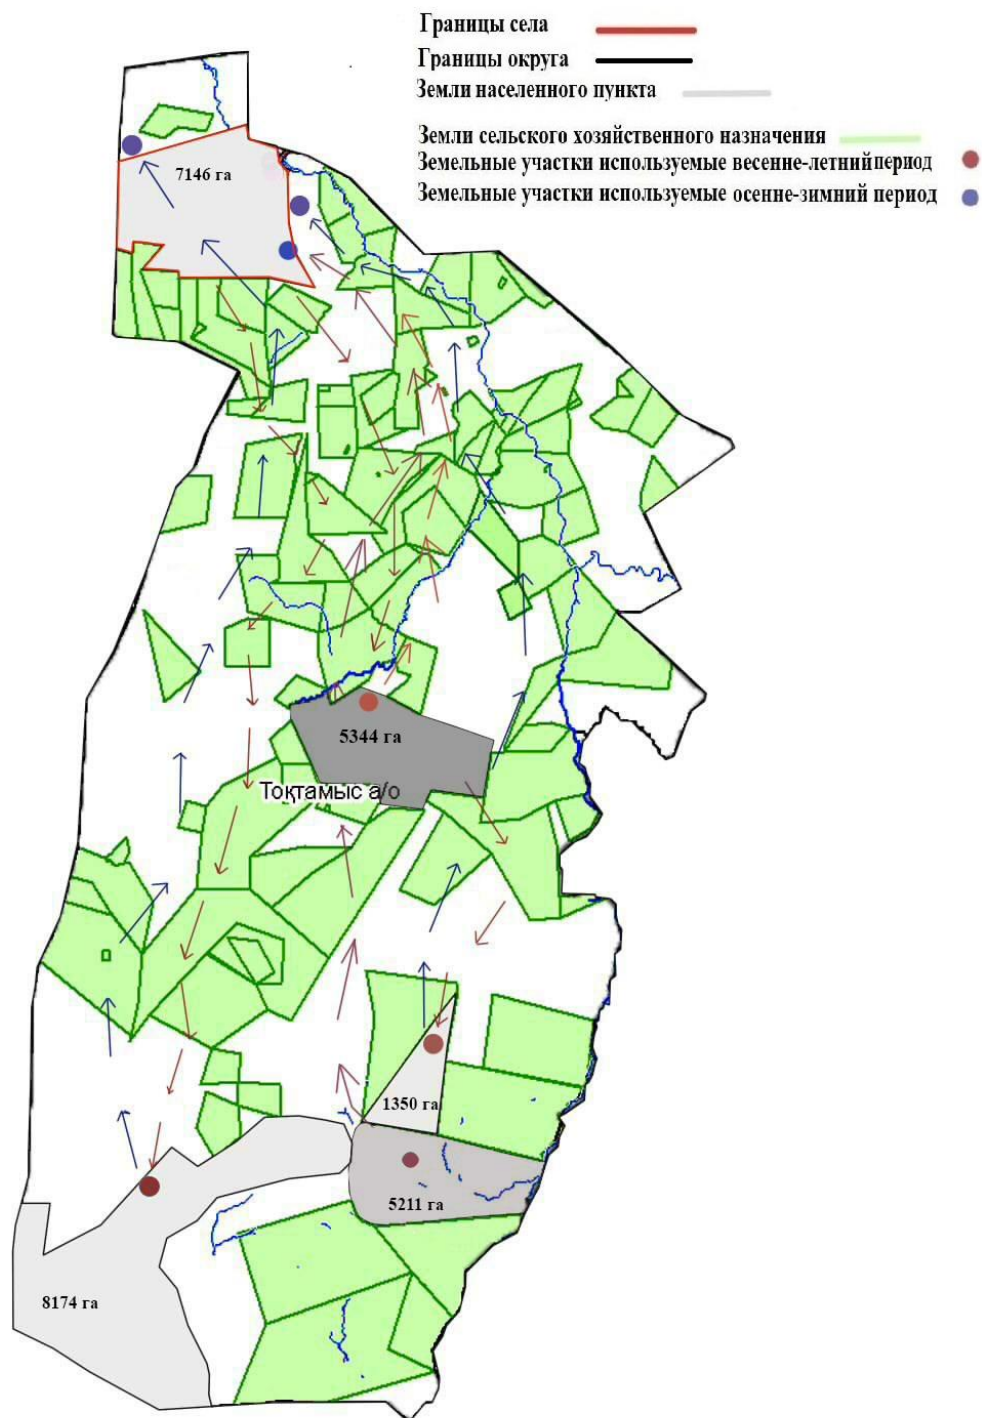 Границы села
Границы округа
Земли населенного пункта
Земли сельского хозяйственного назначения
Земельные участки используемые весенне-летний период
Земельные участки используемые осенне-зимний период
7146 га
5344 га
Тоқтамыс а/о
1350 га
5211 га
8174 га